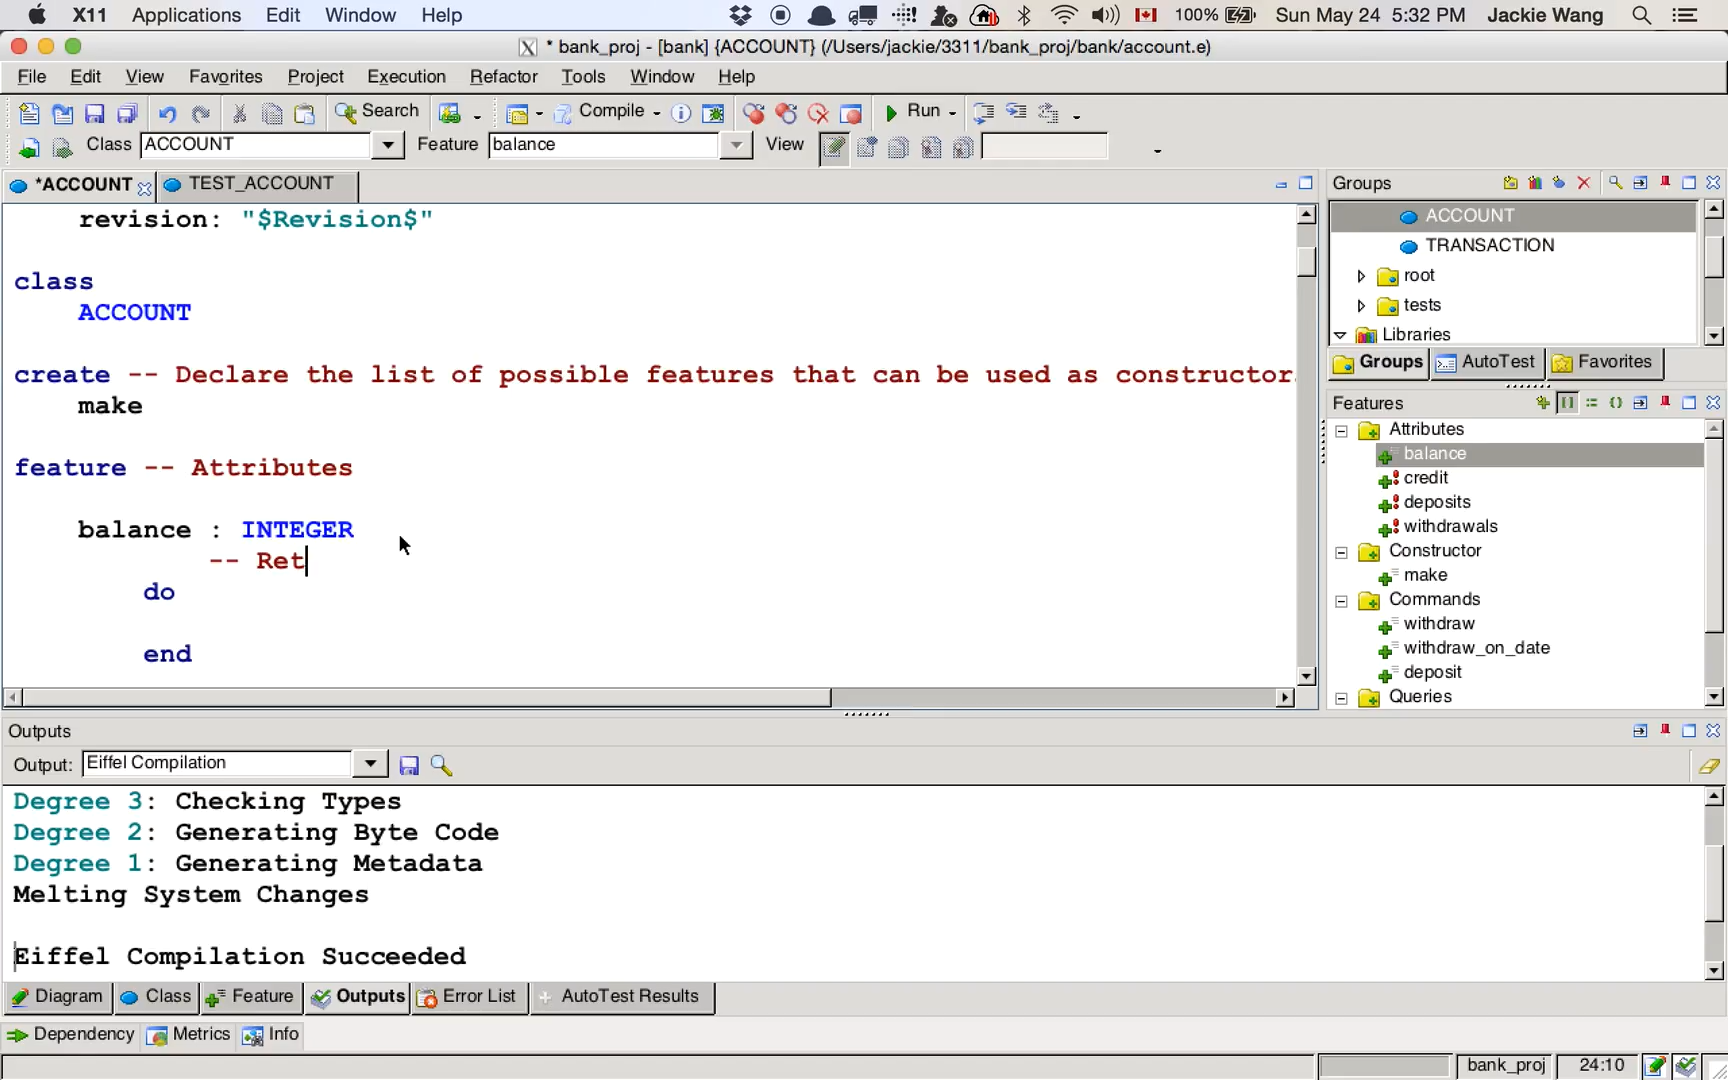 X11 Applications Edit Window Help 100% Sun May 24 5:32 PM Jackie Wang
* bank_proj - [bank] {ACCOUNT} (/Users/jackie/3311/bank_proj/bank/account.e)
File Edit View Favorites Project Execution Refactor Tools Window Help
Search Compile Run
Class ACCOUNT Feature balance View
*ACCOUNT TEST_ACCOUNT
revision: "$Revision$"
class
ACCOUNT
create -- Declare the list of possible features that can be used as constructor
make
feature -- Attributes
balance : INTEGER
-- Ret
do
end
Groups
ACCOUNT
TRANSACTION
root
tests
Libraries
Groups AutoTest Favorites
Features
Attributes
balance
credit
deposits
withdrawals
Constructor
make
Commands
withdraw
withdraw_on_date
deposit
Queries
Outputs
Output: Eiffel Compilation
Degree 3: Checking Types
Degree 2: Generating Byte Code
Degree 1: Generating Metadata
Melting System Changes
Eiffel Compilation Succeeded
Diagram Class Feature Outputs Error List AutoTest Results
Dependency Metrics Info
bank_proj 24:10